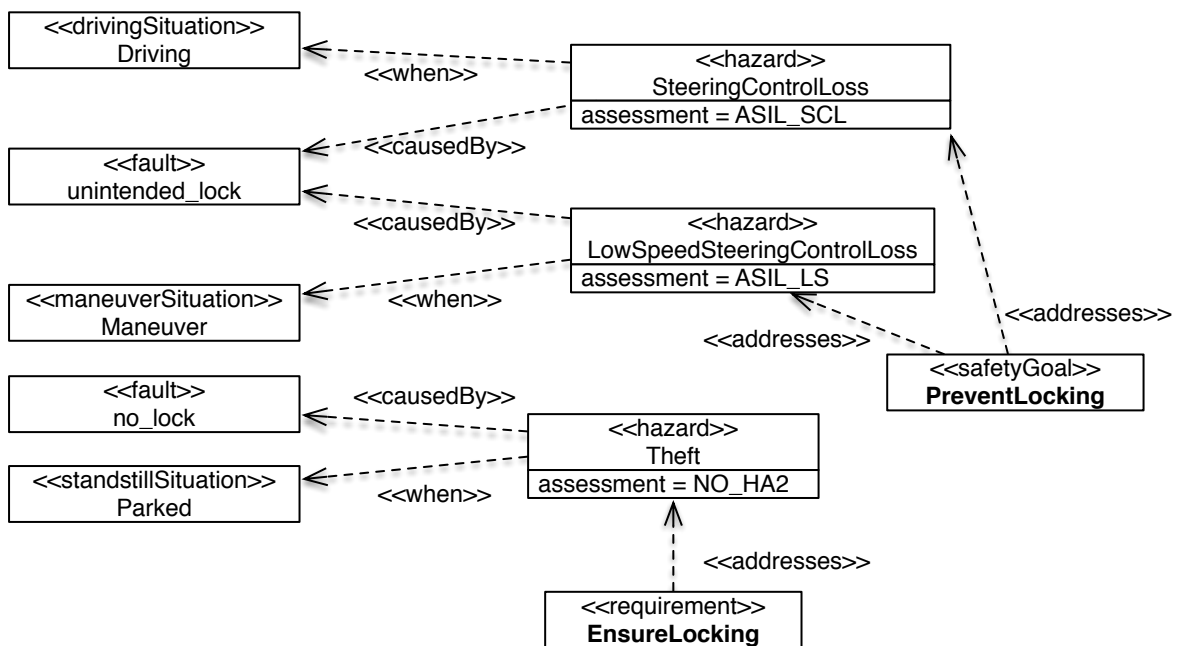 <<drivingSituation>>
Driving
<<when>>
<<hazard>>
SteeringControlLoss
assessment = ASIL_SCL
<<causedBy>>
<<fault>>
unintended_lock
<<causedBy>>
<<hazard>>
LowSpeedSteeringControlLoss
assessment = ASIL_LS
<<maneuverSituation>>
Maneuver
<<when>>
<<addresses>>
<<addresses>>
<<safetyGoal>>
PreventLocking
<<fault>>
no_lock
<<causedBy>>
<<hazard>>
Theft
assessment = NO_HA2
<<standstillSituation>>
Parked
<<when>>
<<addresses>>
<<requirement>>
EnsureLocking